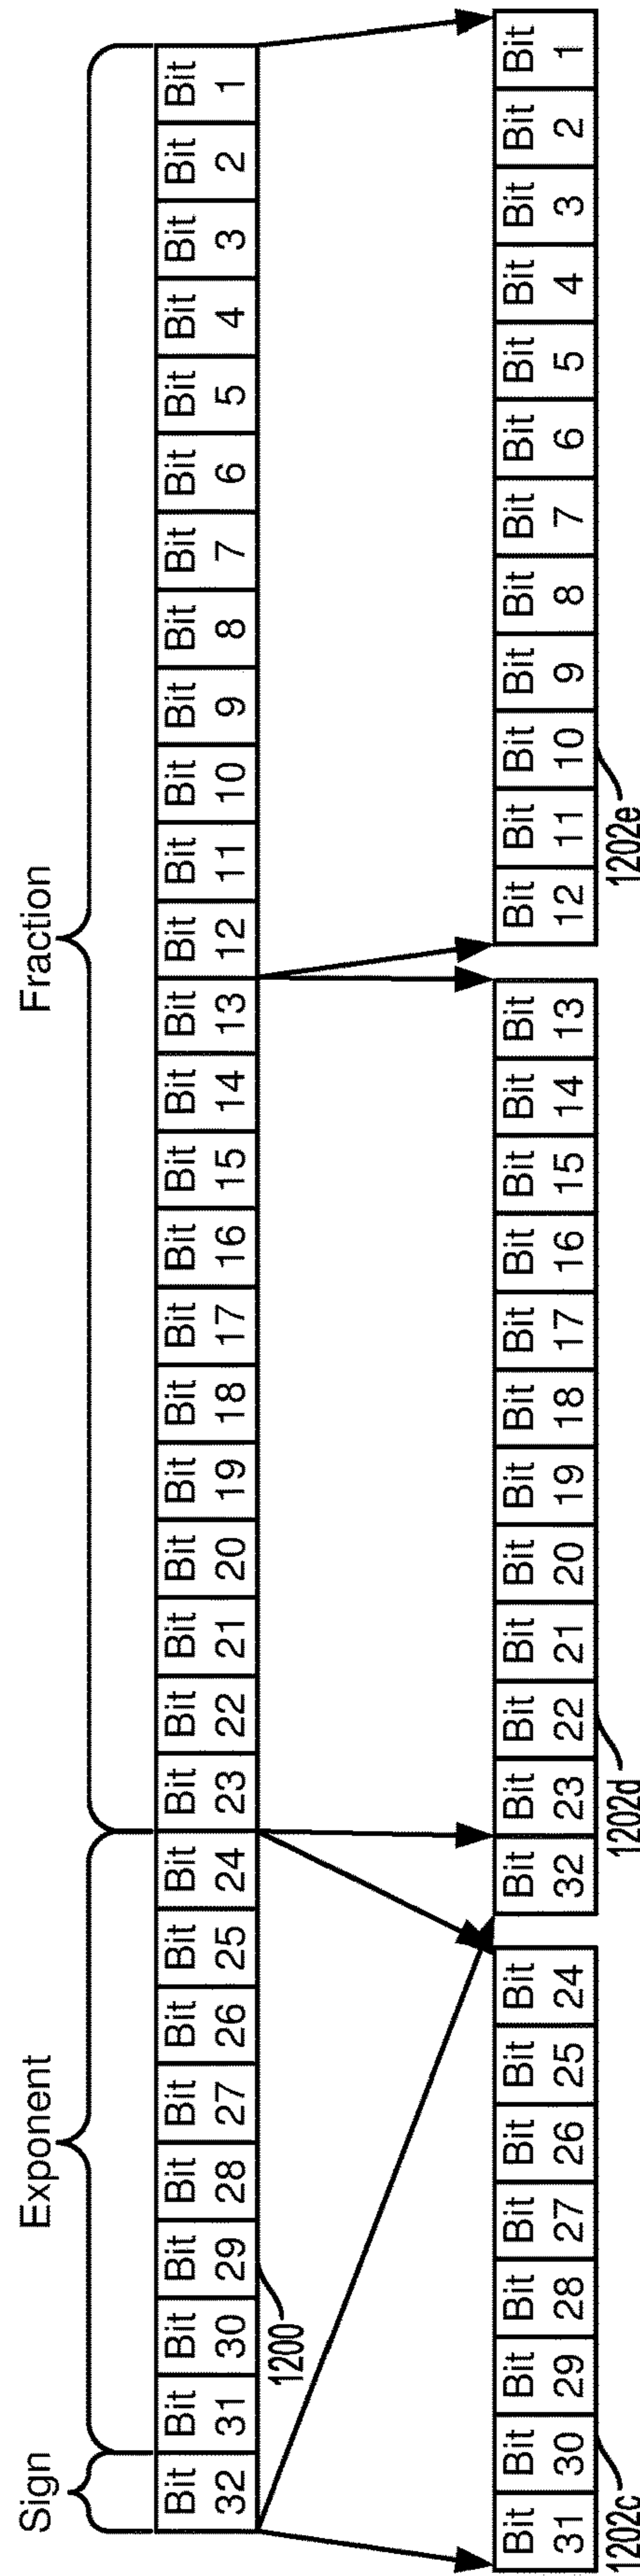 Sign Exponent Fraction
Bit Bit Bit Bit Bit Bit Bit Bit Bit Bit Bit Bit Bit Bit Bit Bit Bit Bit Bit Bit Bit Bit Bit Bit Bit Bit Bit Bit Bit Bit Bit Bit
32 31 30 29 28 27 26 25 24 23 22 21 20 19 18 17 16 15 14 13 12 11 10 9 8 7 6 5 4 3 2 1
1200
Bit Bit Bit Bit Bit Bit Bit Bit Bit Bit Bit Bit Bit Bit Bit Bit Bit Bit Bit Bit Bit Bit Bit Bit Bit Bit Bit Bit Bit Bit Bit Bit
31 30 29 28 27 26 25 24 32 23 22 21 20 19 18 17 16 15 14 13 12 11 10 9 8 7 6 5 4 3 2 1
1202c 1202d 1202e